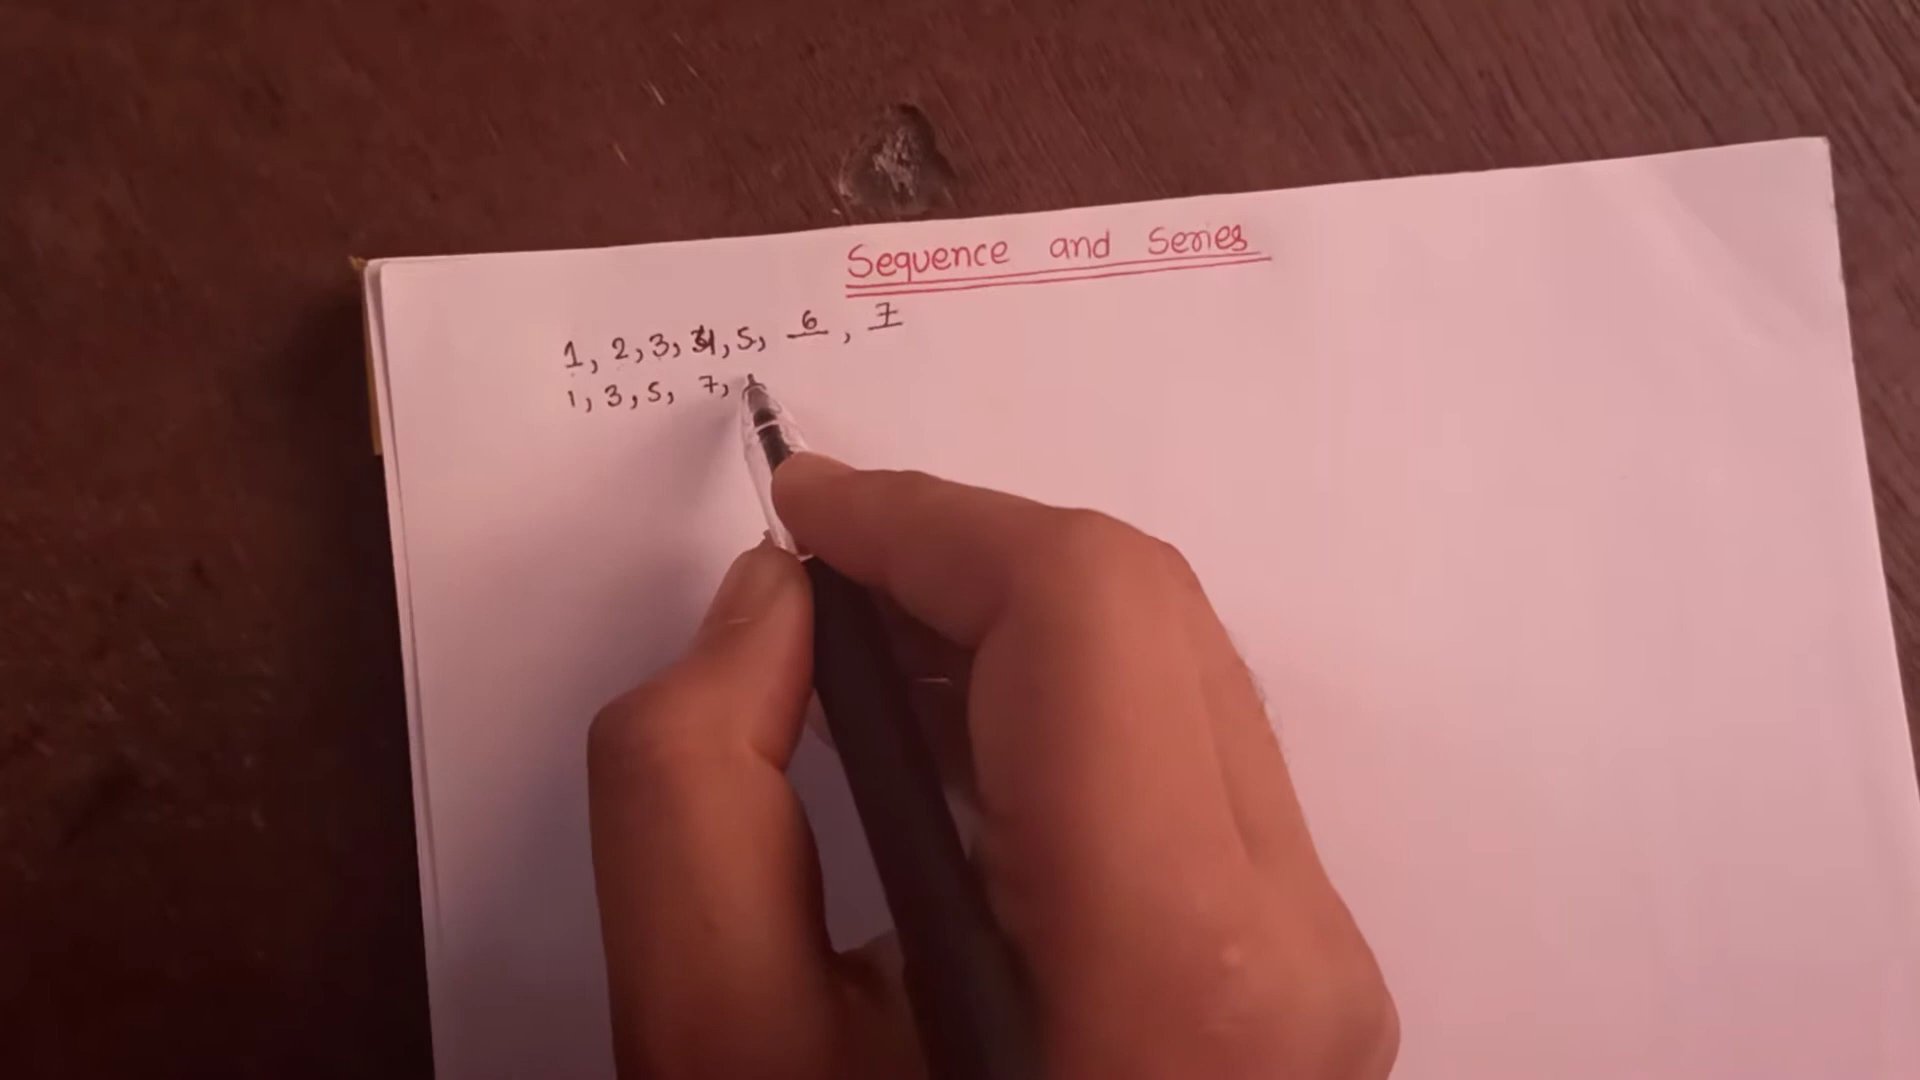 Sequence and Series
1, 2, 3, 4, 5, 6, 7
1, 3, 5, 7,